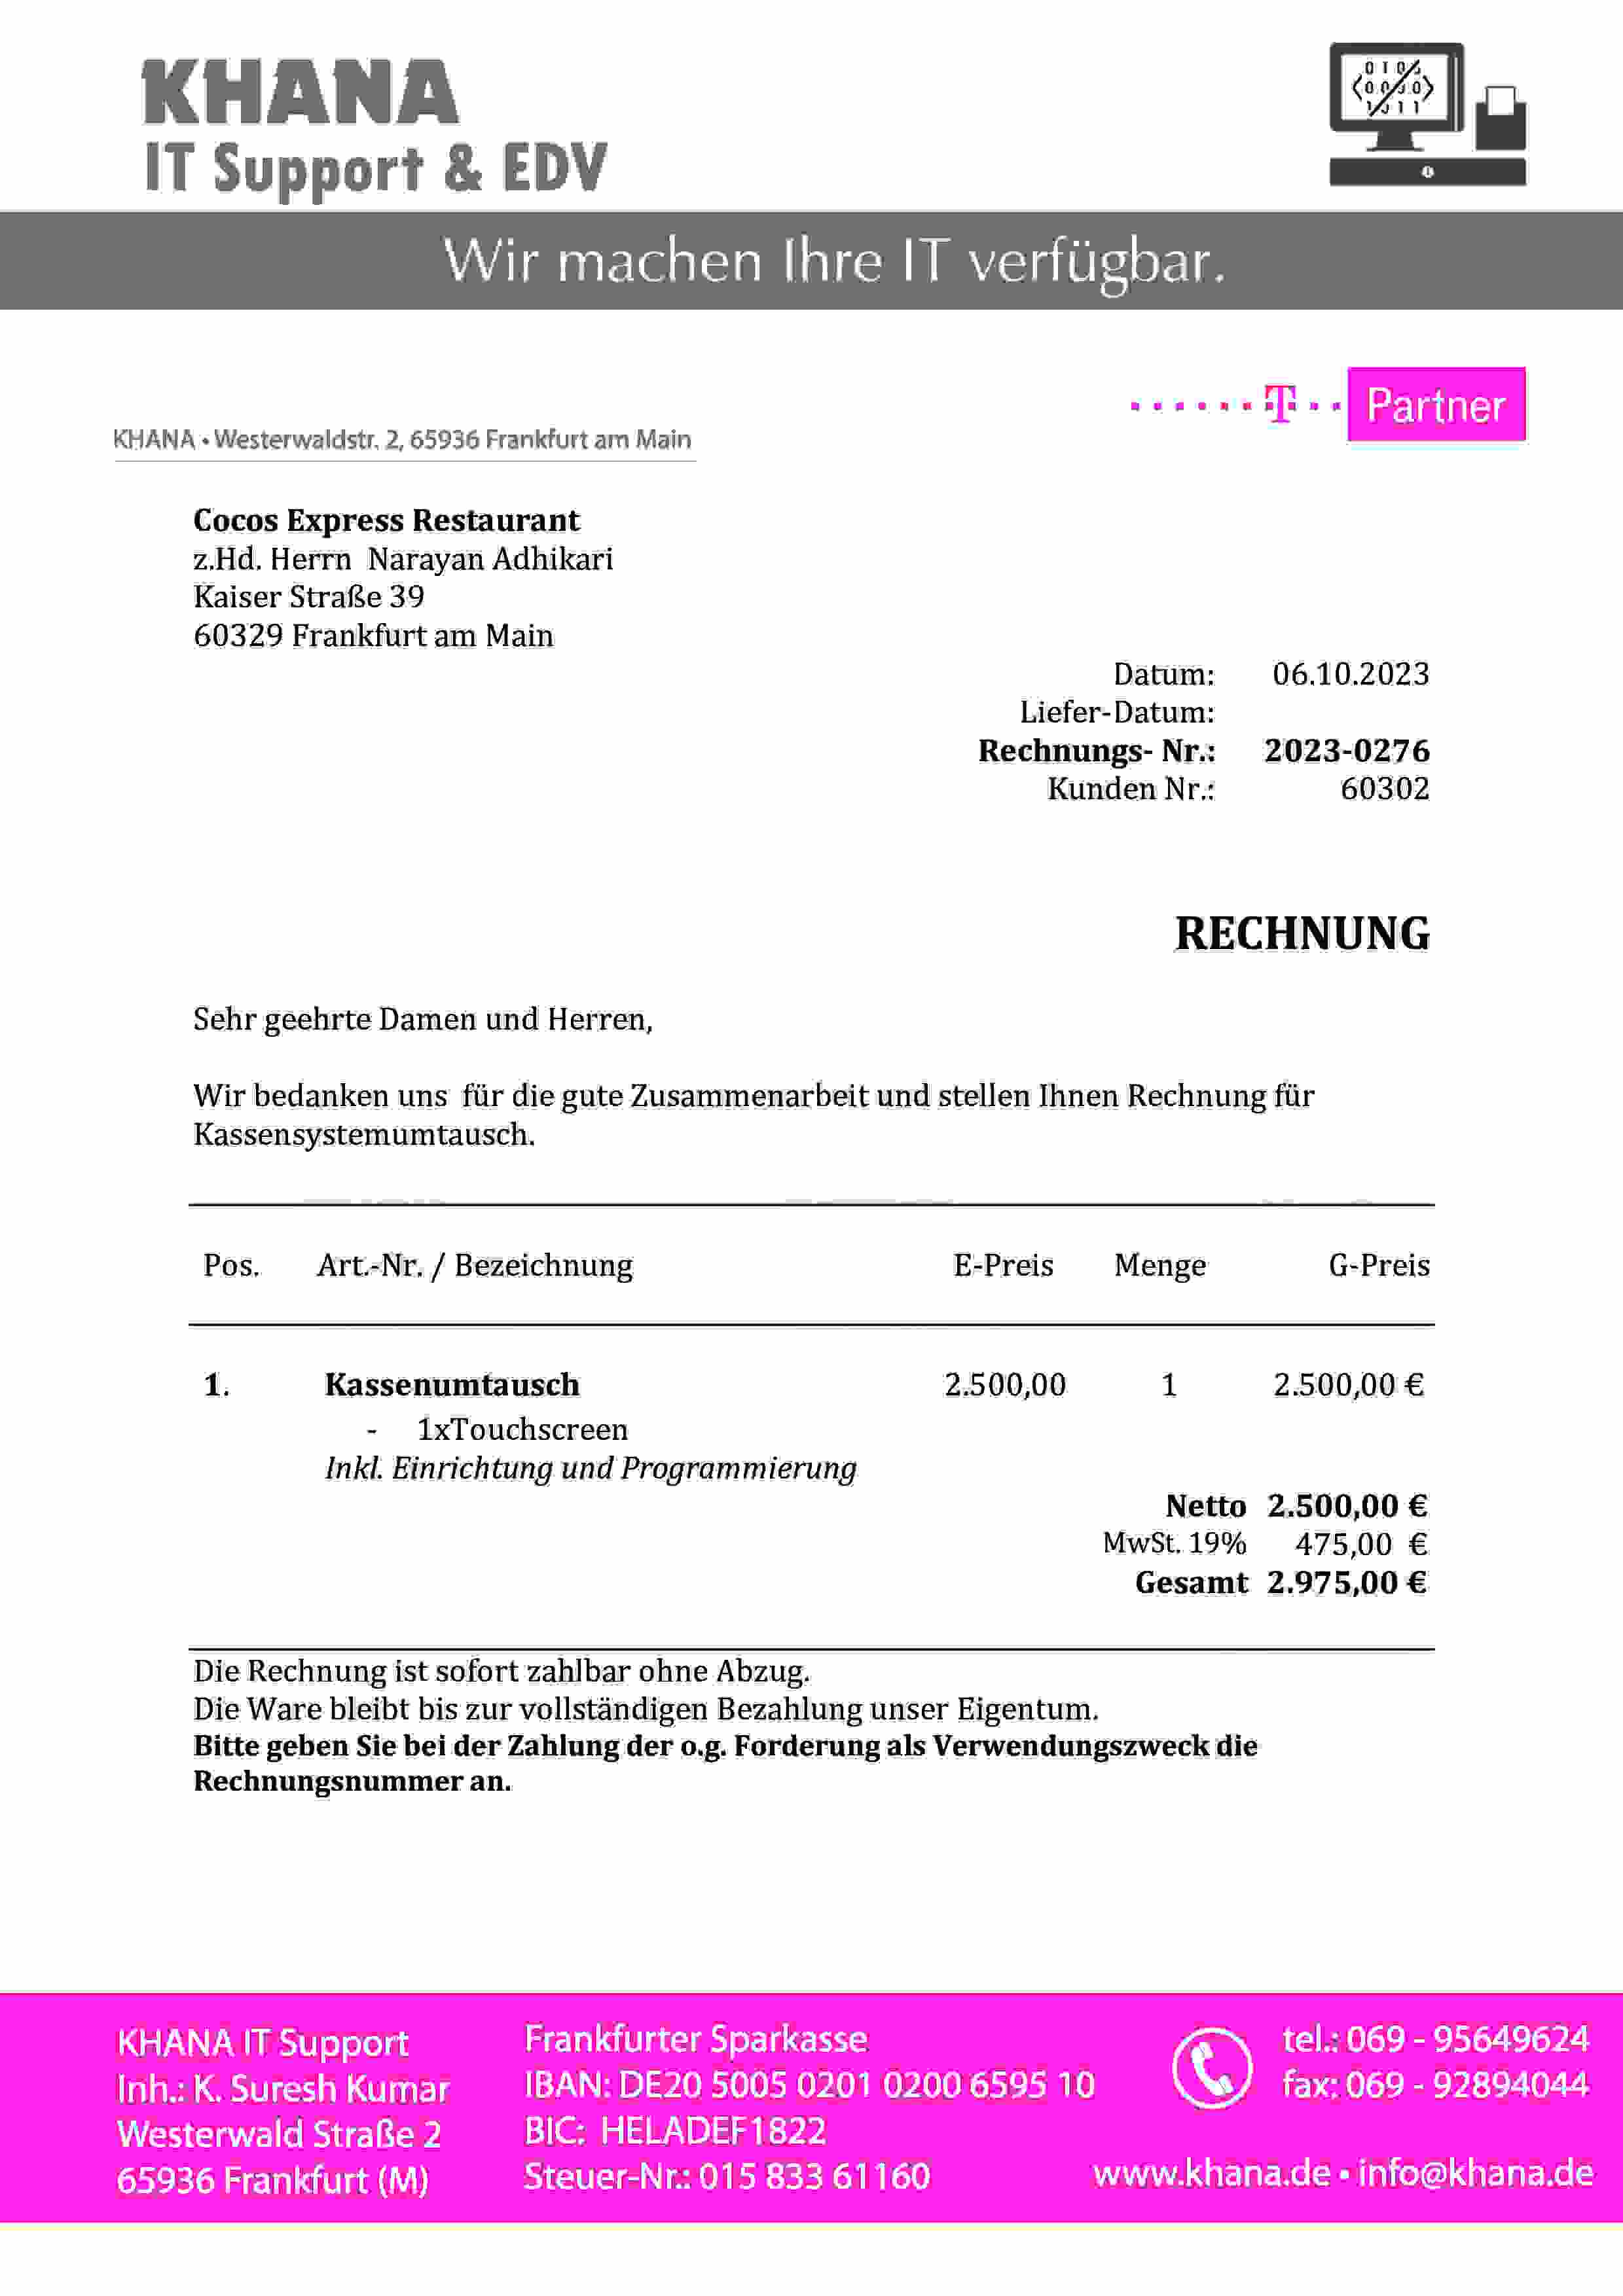 KHANA
IT Support & EDV
Wir machen Ihre IT verfügbar.
T Partner
KHANA • Westerwaldstr. 2, 65936 Frankfurt am Main
Cocos Express Restaurant
z.Hd. Herrn Narayan Adhikari
Kaiser Straße 39
60329 Frankfurt am Main
Datum: 06.10.2023
Liefer-Datum:
Rechnungs- Nr.: 2023-0276
Kunden Nr.: 60302
RECHNUNG
Sehr geehrte Damen und Herren,
Wir bedanken uns für die gute Zusammenarbeit und stellen Ihnen Rechnung für
Kassensystemumtausch.
Pos. Art.-Nr. / Bezeichnung E-Preis Menge G-Preis
1. Kassenumtausch 2.500,00 1 2.500,00 €
- 1xTouchscreen
Inkl. Einrichtung und Programmierung
Netto 2.500,00 €
MwSt. 19% 475,00 €
Gesamt 2.975,00 €
Die Rechnung ist sofort zahlbar ohne Abzug.
Die Ware bleibt bis zur vollständigen Bezahlung unser Eigentum.
Bitte geben Sie bei der Zahlung der o.g. Forderung als Verwendungszweck die
Rechnungsnummer an.
KHANA IT Support
Inh.: K. Suresh Kumar
Westerwald Straße 2
65936 Frankfurt (M)
Frankfurter Sparkasse
IBAN: DE20 5005 0201 0200 6595 10
BIC: HELADEF1822
Steuer-Nr.: 015 833 61160
tel.: 069 - 95649624
fax: 069 - 92894044
www.khana.de • info@khana.de